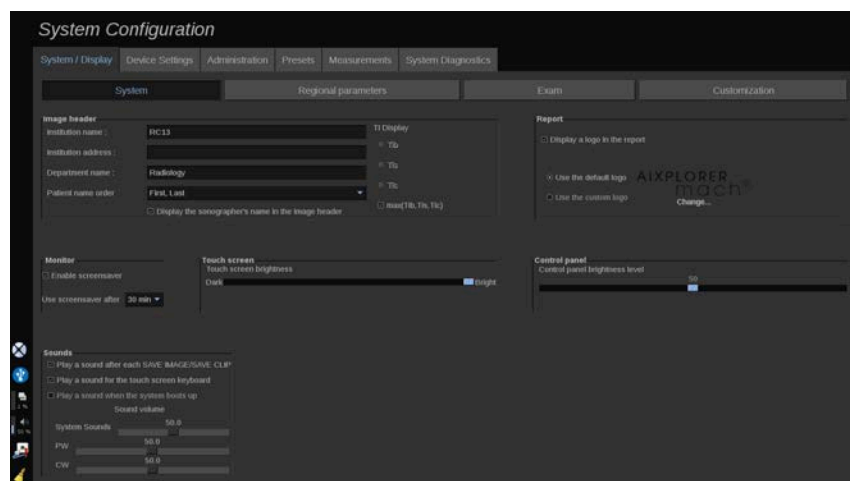 System Configuration
System / Display Device Settings Administration Presets Measurements System Diagnostics
System Regional parameters Exam Customization
Image header
Institution name : RC13
Institution address :
Department name : Radiology
Patient name order First, Last
Display the sonographer's name in the image header
TI Display
Tib
Tis
Tic
max(Tib, Tis, Tic)
Report
Display a logo in the report
Use the default logo
Use the custom logo
AIXPLORER
mach
Change...
Monitor
Enable screensaver
Use screensaver after 30 min
Touch screen
Touch screen brightness
Dark Bright
Control panel
Control panel brightness level
50
Sounds
Play a sound after each SAVE IMAGE/SAVE CLIP
Play a sound for the touch screen keyboard
Play a sound when the system boots up
Sound volume
System Sounds 50.0
PW 50.0
CW 50.0